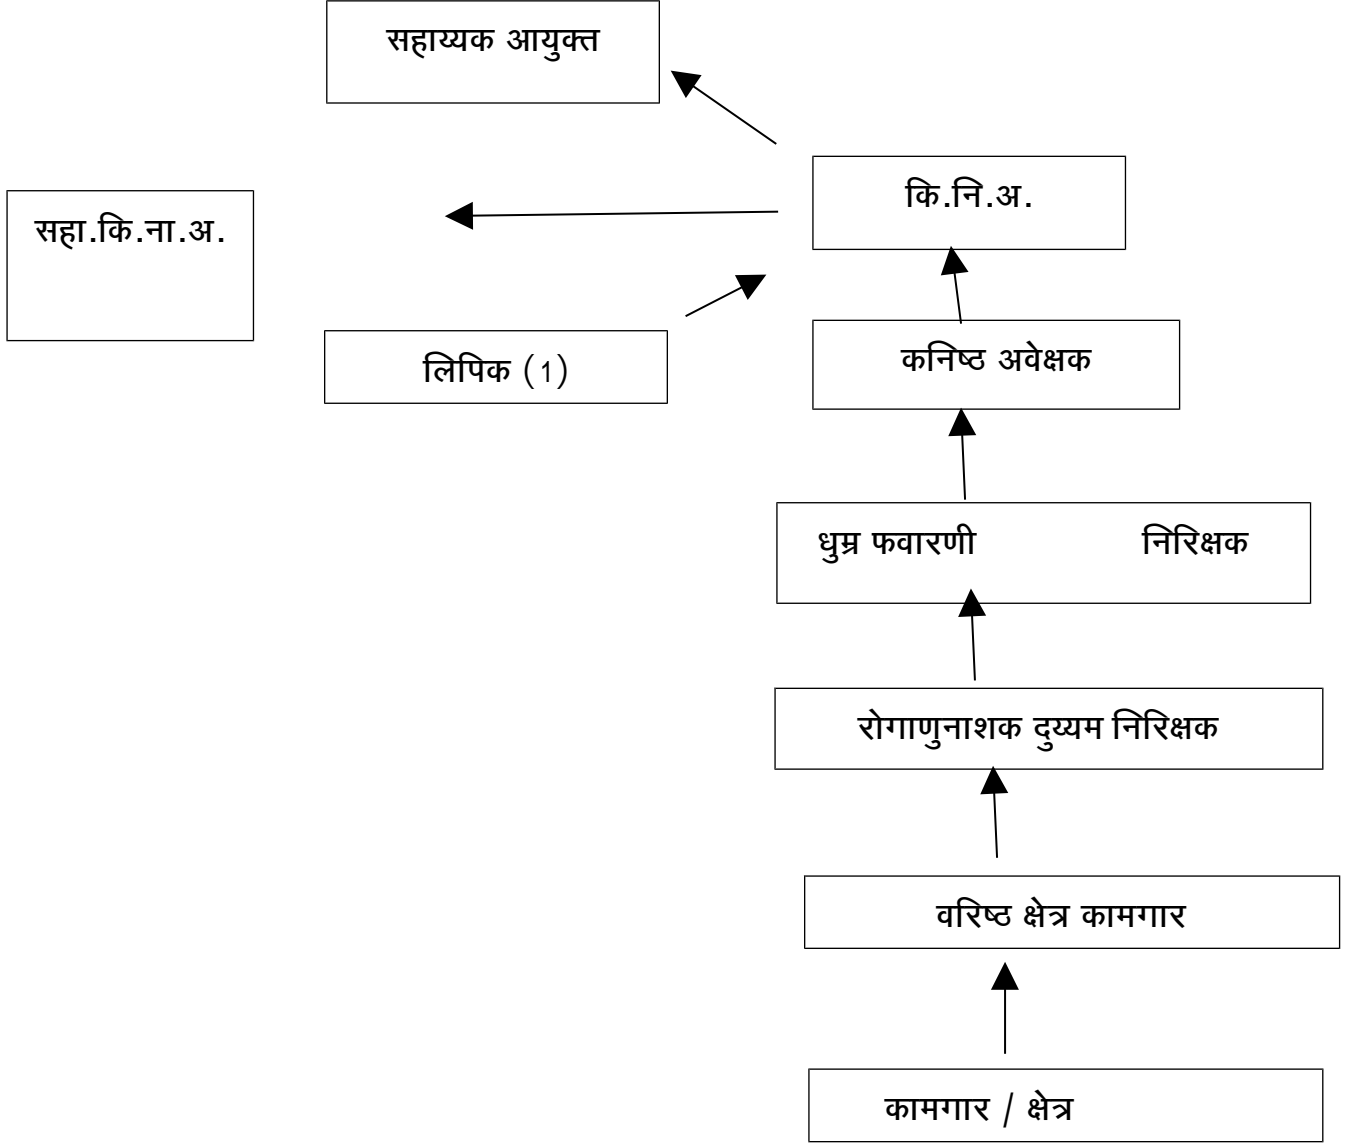 सहाय्यक आयुक्त
कि.नि.अ.
सहा.कि.ना.अ.
कनिष्ठ अवेक्षक
लिपिक (1)
धुम्र फवारणी निरिक्षक
रोगाणुनाशक दुय्यम निरिक्षक
वरिष्ठ क्षेत्र कामगार
कामगार / क्षेत्र